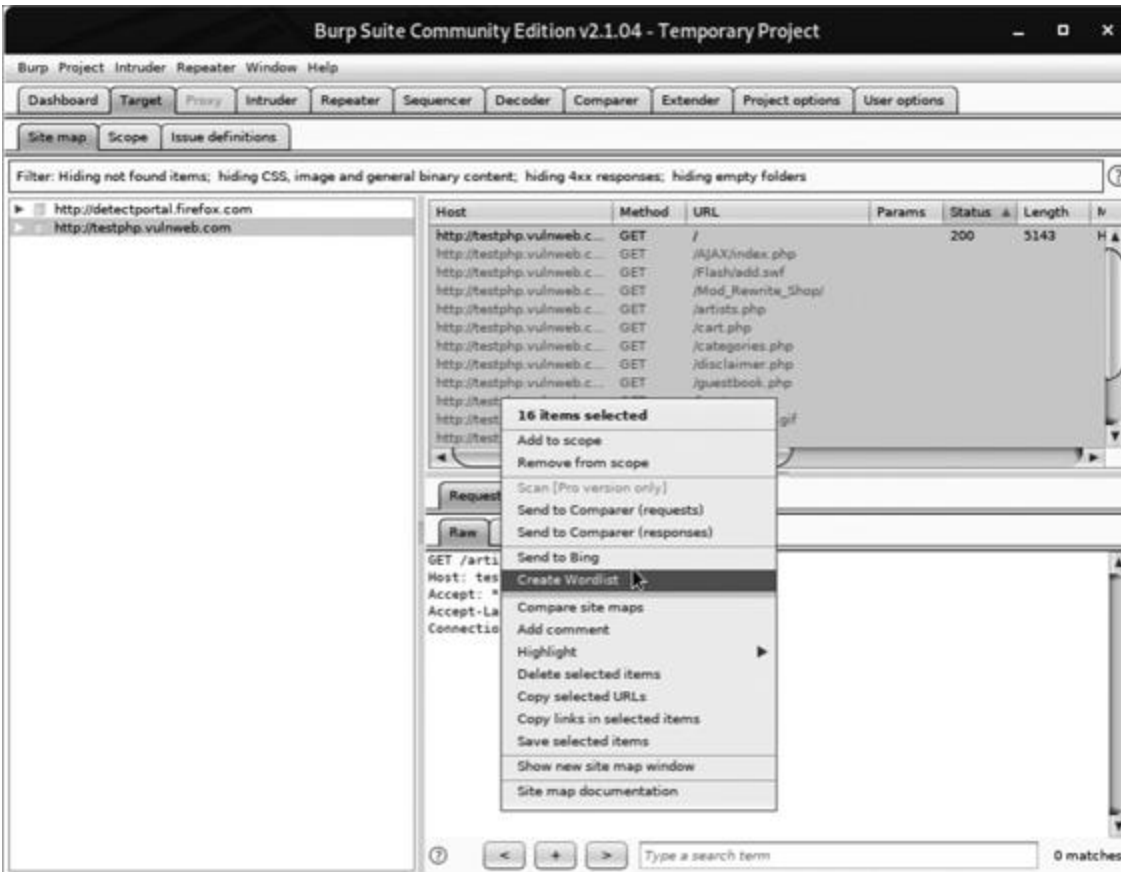 Burp Suite Community Edition v2.1.04 - Temporary Project
Burp Project Intruder Repeater Window Help
Dashboard Target Proxy Intruder Repeater Sequencer Decoder Comparer Extender Project options User options
Site map Scope Issue definitions
Filter: Hiding not found items; hiding CSS, image and general binary content; hiding 4xx responses; hiding empty folders
http://detectportal.firefox.com
http://testphp.vulnweb.com
Host Method URL Params Status Length
http://testphp.vulnweb.c... GET / 200 5143 H
http://testphp.vulnweb.c... GET /AJAX/index.php
http://testphp.vulnweb.c... GET /Flash/add.swf
http://testphp.vulnweb.c... GET /Mod_Rewrite_Shop/
http://testphp.vulnweb.c... GET /artists.php
http://testphp.vulnweb.c... GET /cart.php
http://testphp.vulnweb.c... GET /categories.php
http://testphp.vulnweb.c... GET /disclaimer.php
http://testphp.vulnweb.c... GET /guestbook.php
http://test
http://test
.gif
16 items selected
Add to scope
Remove from scope
Scan [Pro version only]
Send to Comparer (requests)
Send to Comparer (responses)
Send to Bing
Create Wordlist
Compare site maps
Add comment
Highlight
Delete selected items
Copy selected URLs
Copy links in selected items
Save selected items
Show new site map window
Site map documentation
Request
Raw
GET /arti
Host: tes
Accept: *
Accept-La
Connectio
? < + > Type a search term 0 matches